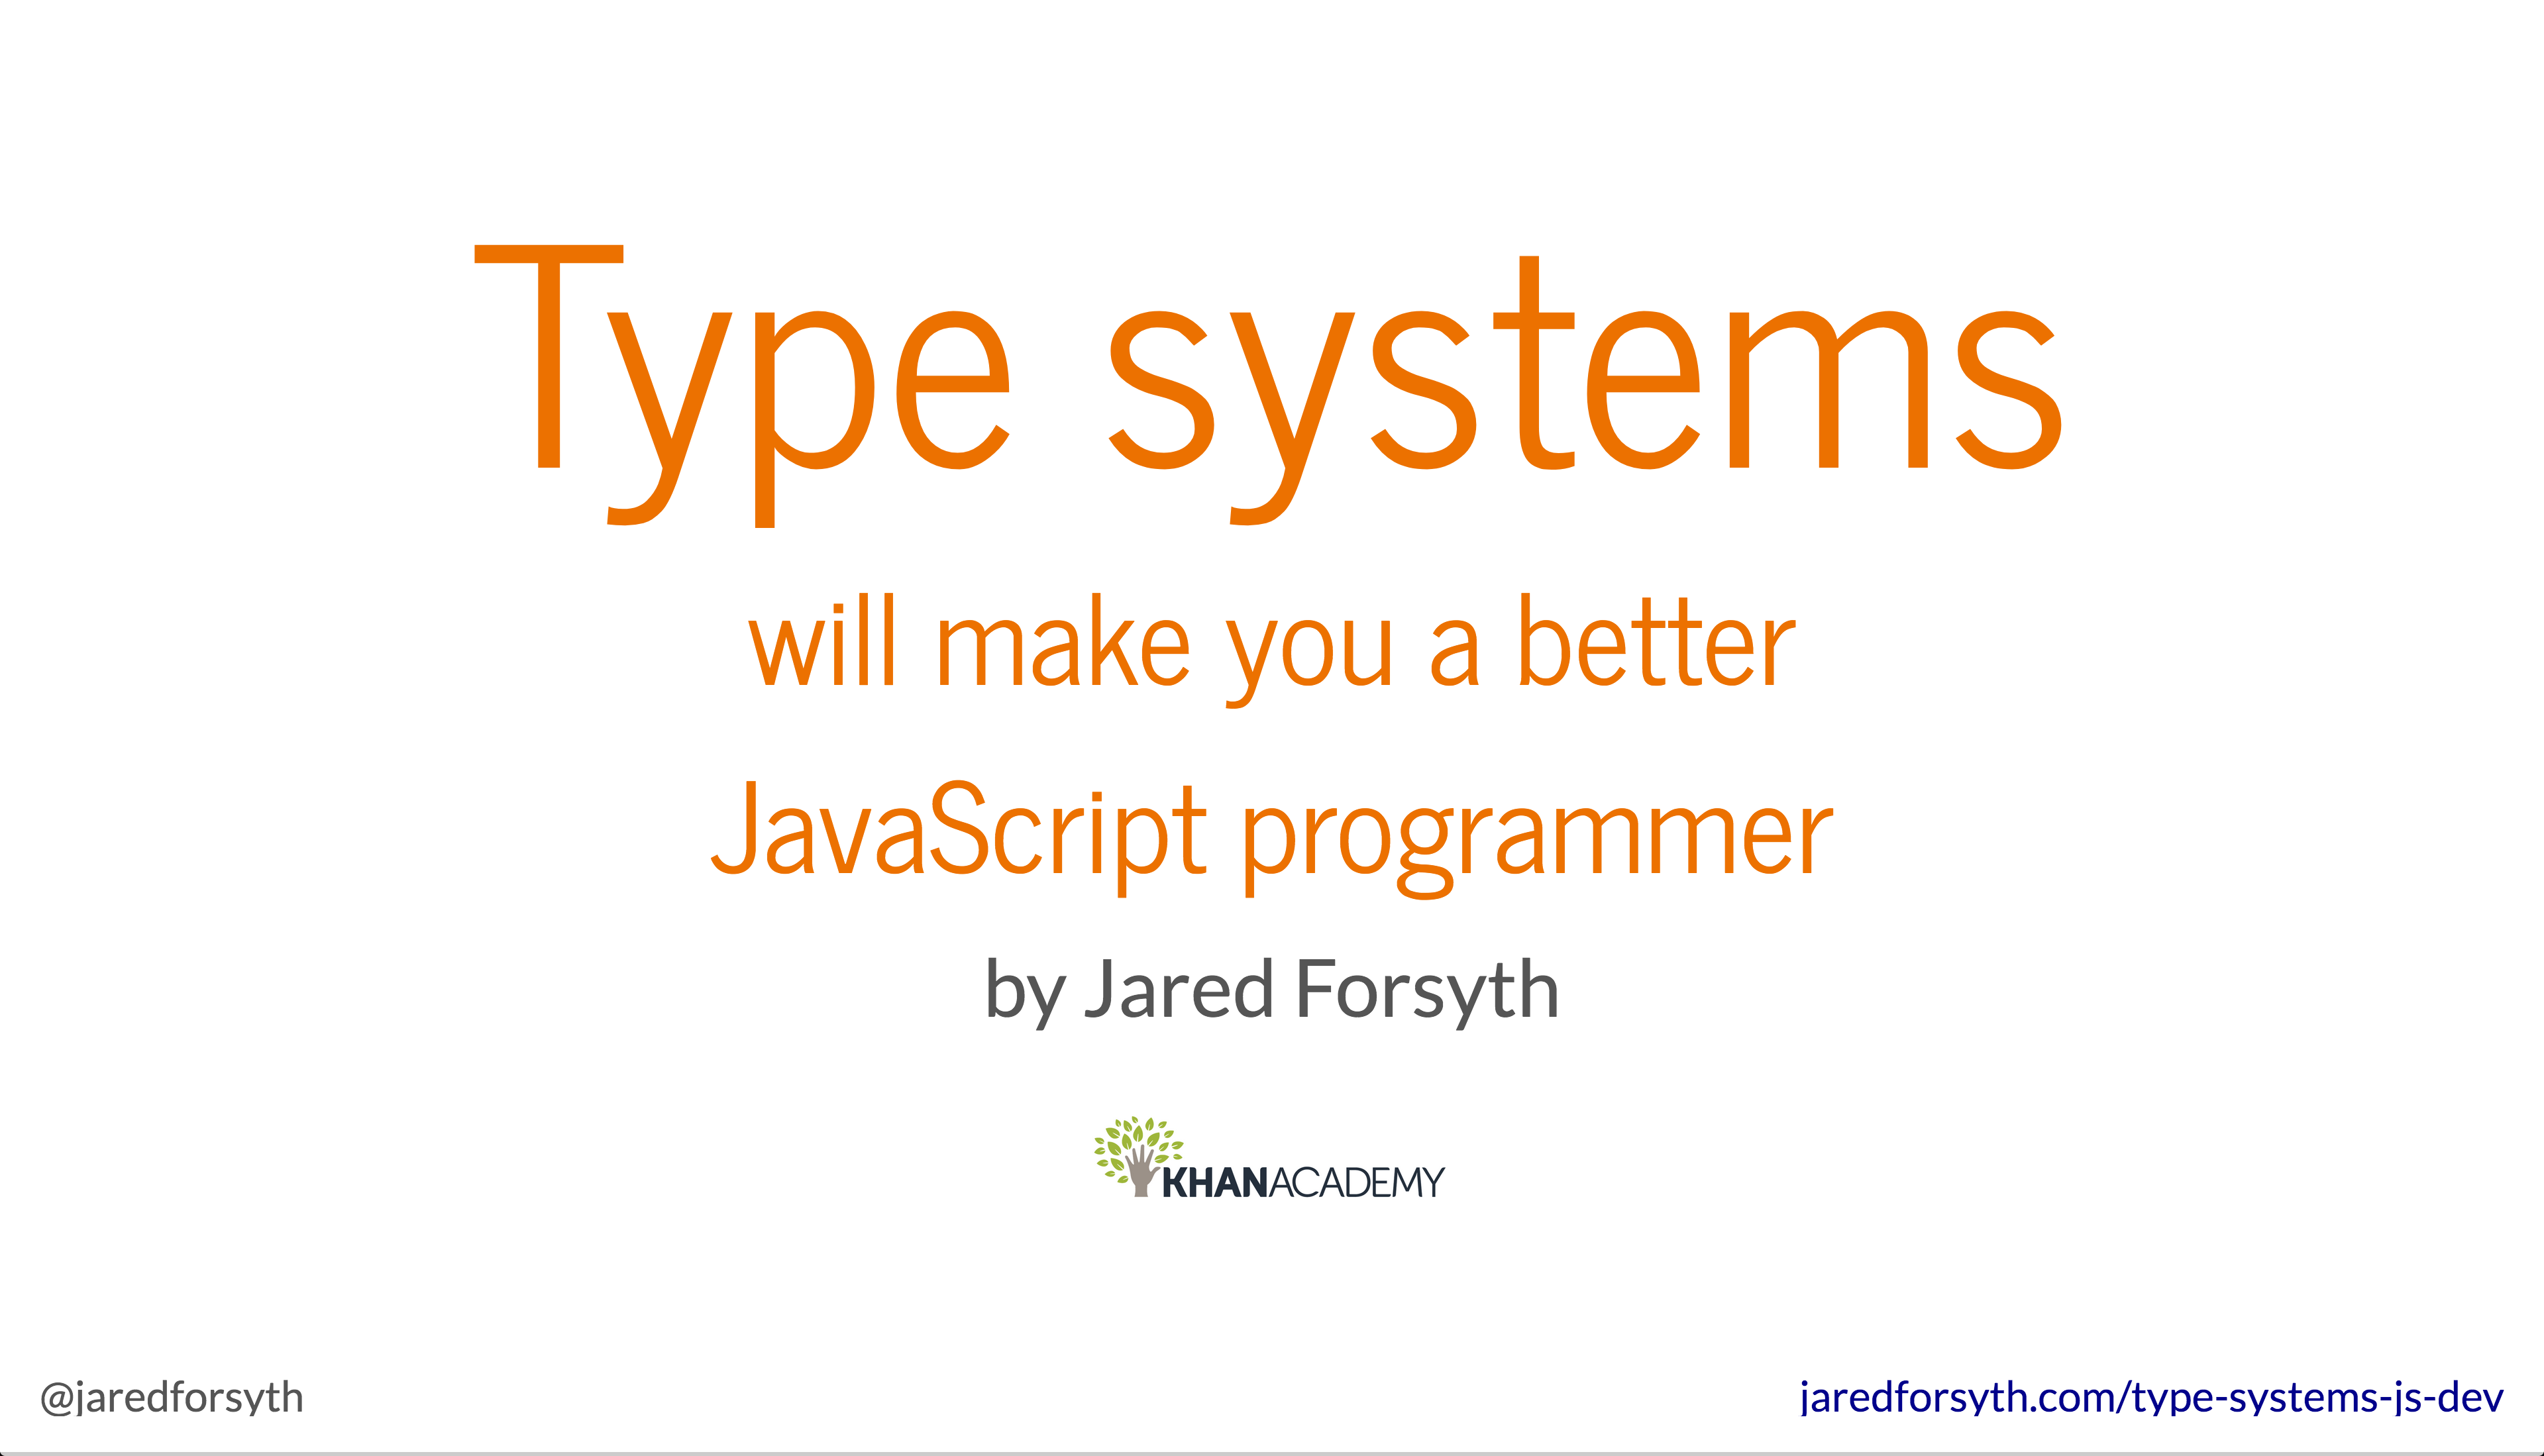 Type systems
will make you a better
JavaScript programmer
by Jared Forsyth
KHANACADEMY
@jaredforsyth
jaredforsyth.com/type-systems-js-dev